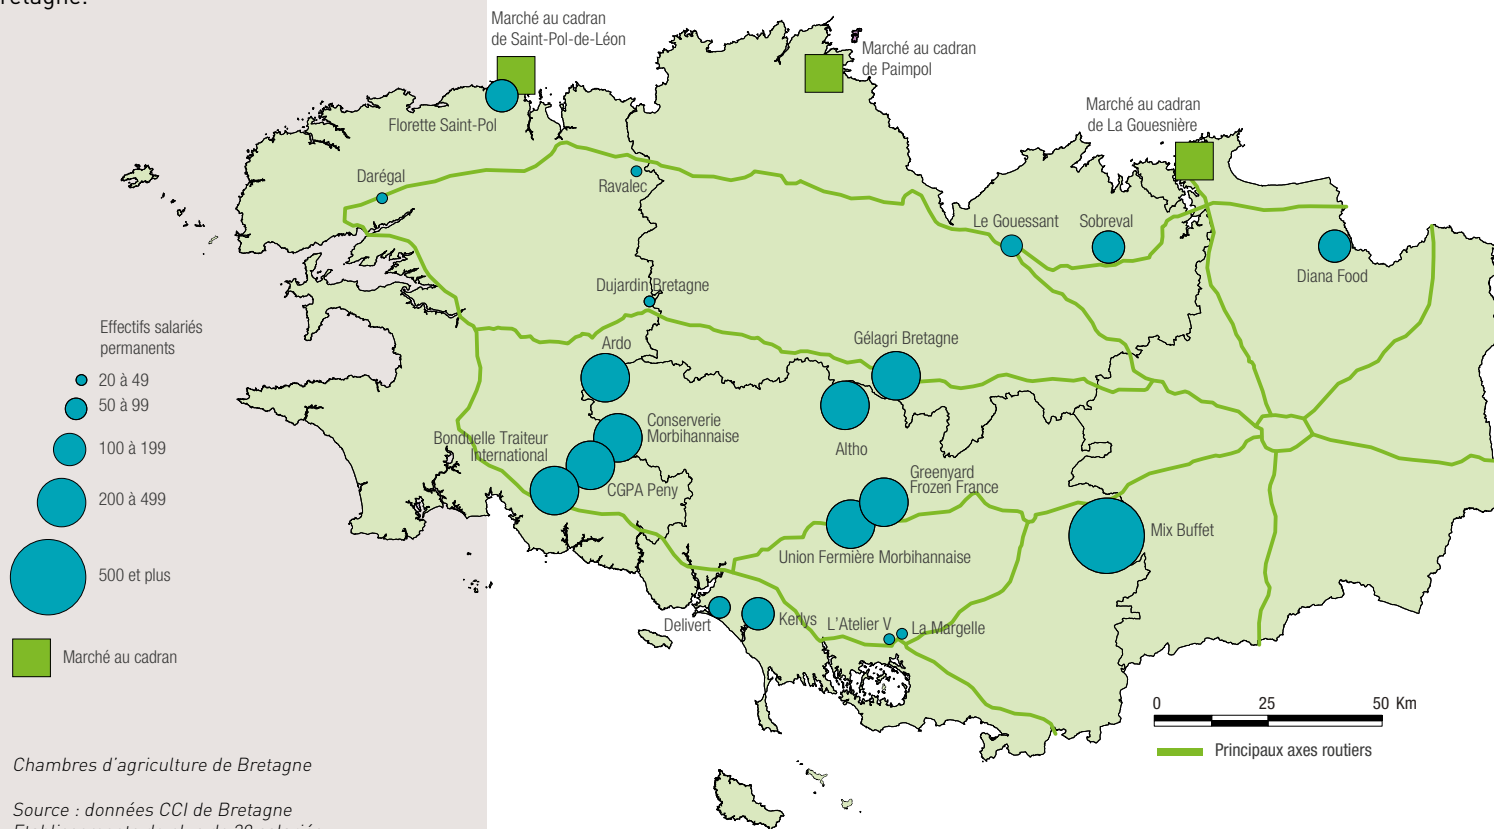 Marché au cadran
de Saint-Pol-de-Léon
Marché au cadran
de Paimpol
Marché au cadran
de La Gouesnière
Florette Saint-Pol
Darégal
Ravalec
Le Gouessant
Sobreval
Diana Food
Dujardin Bretagne
Effectifs salariés
permanents
20 à 49
50 à 99
100 à 199
200 à 499
500 et plus
Marché au cadran
Ardo
Gélagri Bretagne
Conserverie
Morbihannaise
Bonduelle Traiteur
International
CGPA Peny
Altho
Greenyard
Frozen France
Union Fermière Morbihannaise
Mix Buffet
Delivert
Kerlys
L'Atelier V
La Margelle
0 25 50 Km
Principaux axes routiers
Chambres d'agriculture de Bretagne
Source : données CCI de Bretagne